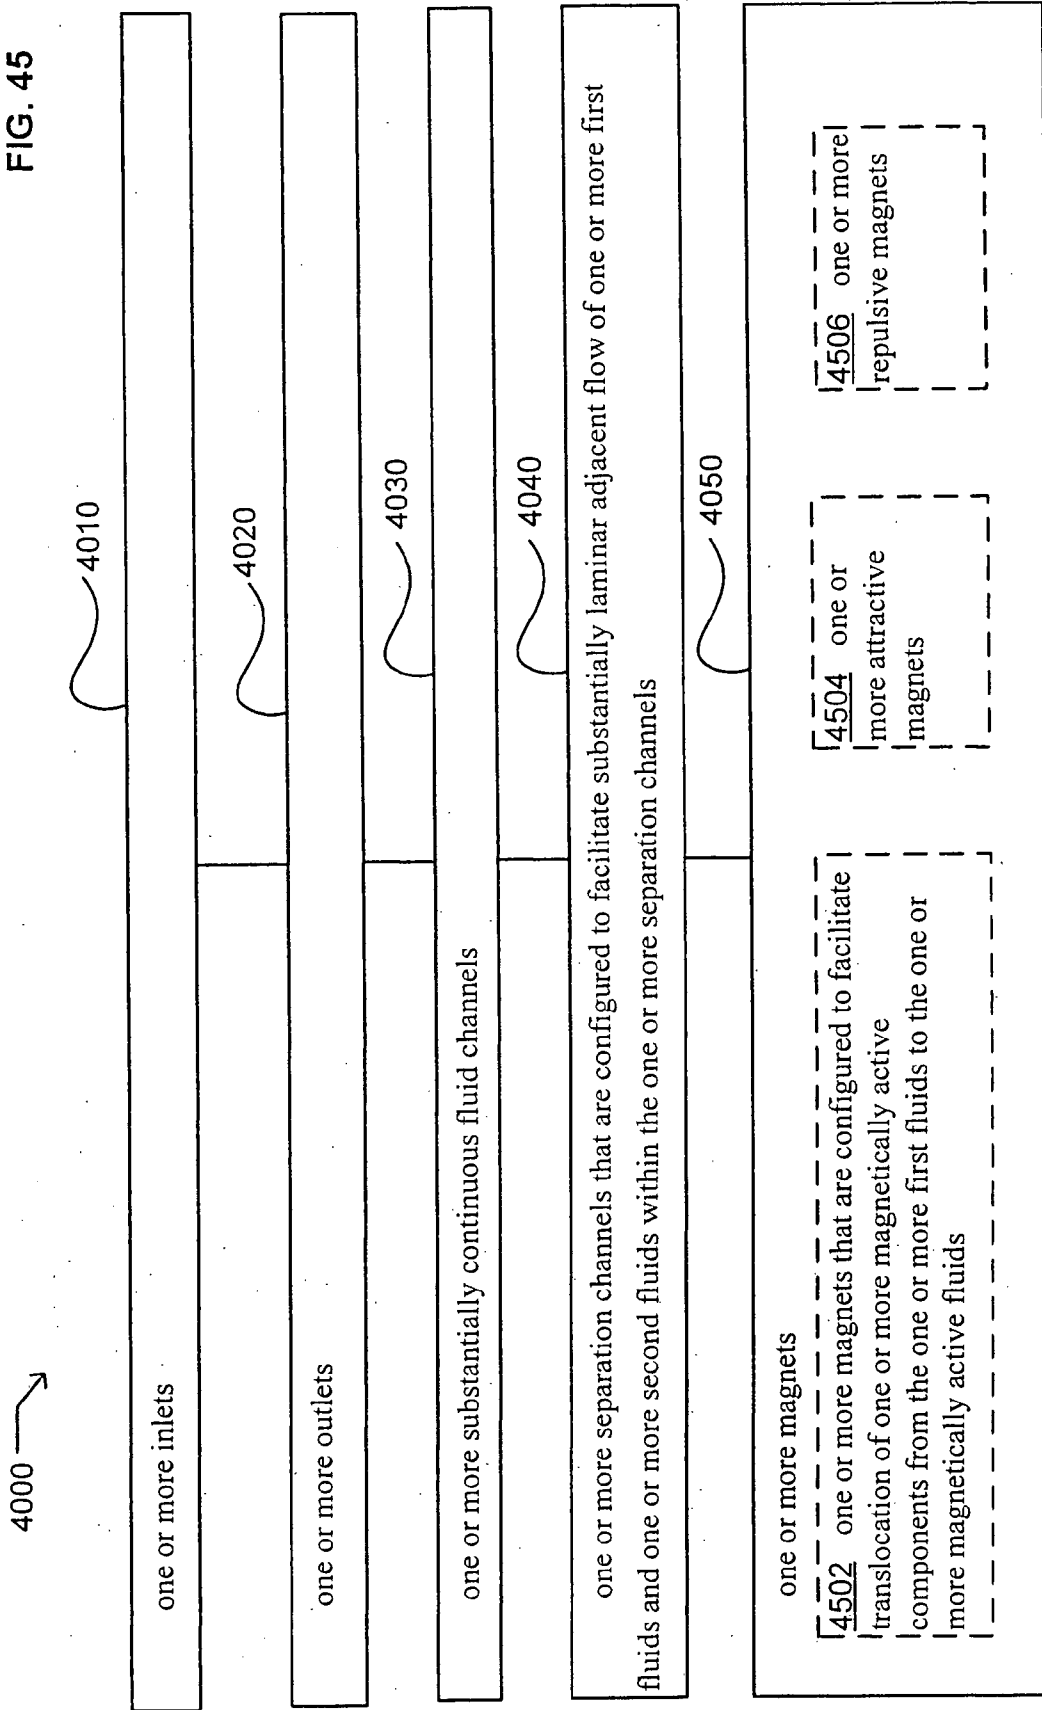 FIG. 45
4000
4010
one or more inlets
4020
one or more outlets
4030
one or more substantially continuous fluid channels
4040
one or more separation channels that are configured to facilitate substantially laminar adjacent flow of one or more first
fluids and one or more second fluids within the one or more separation channels
4050
one or more magnets
4502 one or more magnets that are configured to facilitate
translocation of one or more magnetically active
components from the one or more first fluids to the one or
more magnetically active fluids
4504 one or
more attractive
magnets
4506 one or more
repulsive magnets